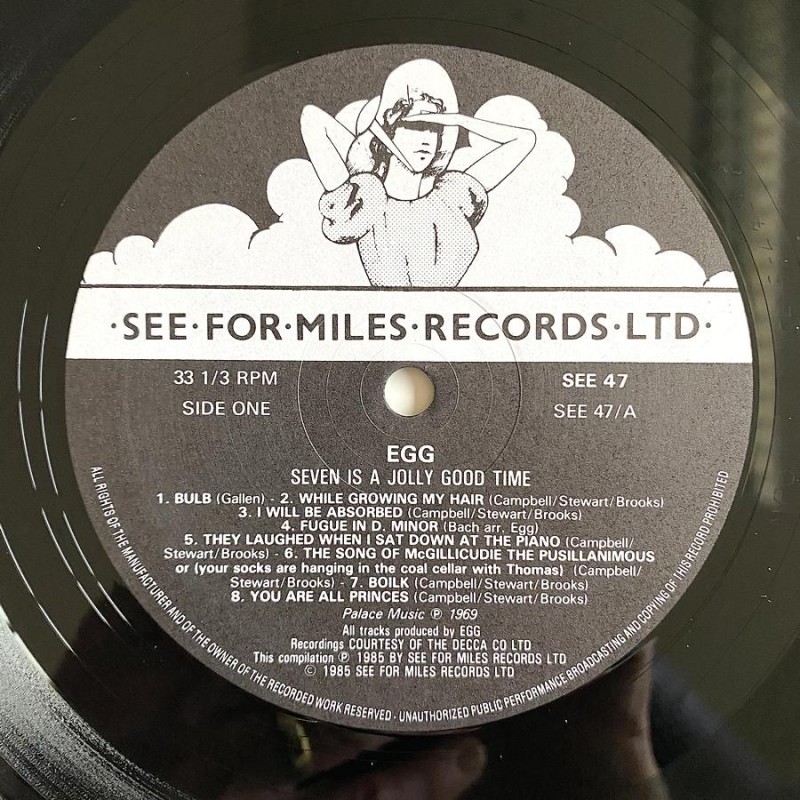 ·SEE·FOR·MILES·RECORDS·LTD·
33 1/3 RPM
SEE 47
SIDE ONE
SEE 47/A
EGG
SEVEN IS A JOLLY GOOD TIME
1. BULB (Gallen) - 2. WHILE GROWING MY HAIR (Campbell/Stewart/Brooks)
3. I WILL BE ABSORBED (Campbell/Stewart/Brooks)
4. FUGUE IN D. MINOR (Bach arr. Egg)
5. THEY LAUGHED WHEN I SAT DOWN AT THE PIANO (Campbell/
Stewart/Brooks) - 6. THE SONG OF McGILLICUDIE THE PUSILLANIMOUS
or (your socks are hanging in the coal cellar with Thomas) (Campbell/
Stewart/Brooks) - 7. BOILK (Campbell/Stewart/Brooks)
8. YOU ARE ALL PRINCES (Campbell/Stewart/Brooks)
Palace Music ℗ 1969
All tracks produced by EGG
Recordings COURTESY OF THE DECCA CO LTD
This compilation ℗ 1985 BY SEE FOR MILES RECORDS LTD
© 1985 SEE FOR MILES RECORDS LTD
ALL RIGHTS OF THE MANUFACTURER AND OF THE OWNER OF THE RECORDED WORK RESERVED · UNAUTHORIZED PUBLIC PERFORMANCE BROADCASTING AND COPYING OF THIS RECORD PROHIBITED